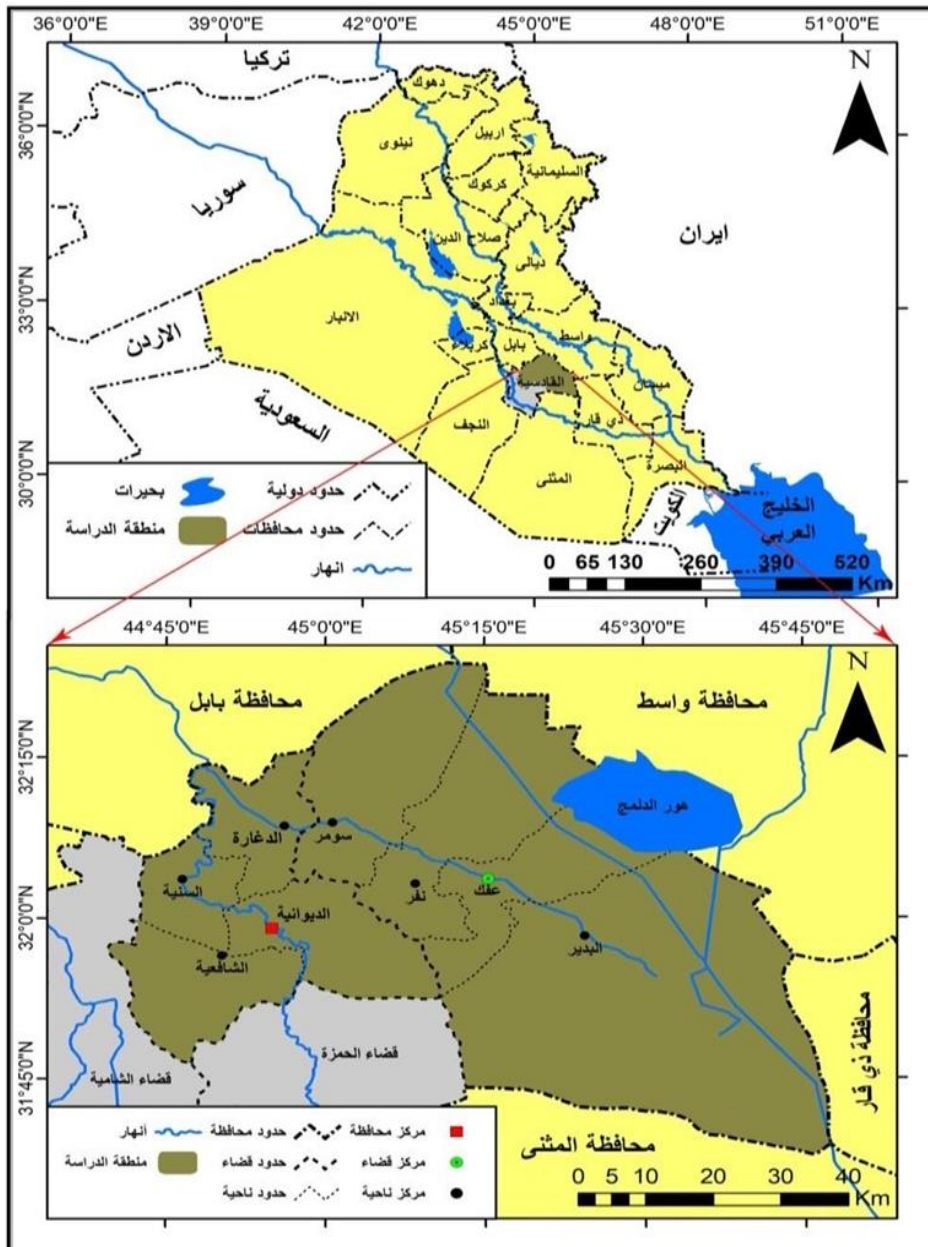 36°0'0"E 39°0'0"E 42°0'0"E 45°0'0"E 48°0'0"E 51°0'0"E
36°0'0"N
33°0'0"N
30°0'0"N
N
تركيا
سوريا
الاردن
السعودية
ايران
الكويت
الخليج
العربي
دهوك
نينوى
اربيل
السليمانية
كركوك
صلاح الدين
ديالى
بغداد
الانبار
كربلاء
بابل
واسط
القادسية
ميسان
النجف
ذي قار
المثنى
البصرة
حدود دولية
بحيرات
حدود محافظات
منطقة الدراسة
انهار
0 65 130 260 390 520
Km
44°45'0"E 45°0'0"E 45°15'0"E 45°30'0"E 45°45'0"E
32°15'0"N
32°0'0"N
31°45'0"N
N
محافظة بابل
محافظة واسط
هور الدلمج
الدغارة
سومر
السنية
نفر
عفك
الديوانية
البدير
الشافعية
قضاء الحمزة
قضاء الشامية
محافظة ذي قار
محافظة المثنى
مركز محافظة
حدود محافظة
أنهار
مركز قضاء
حدود قضاء
منطقة الدراسة
مركز ناحية
حدود ناحية
0 5 10 20 30 40
Km